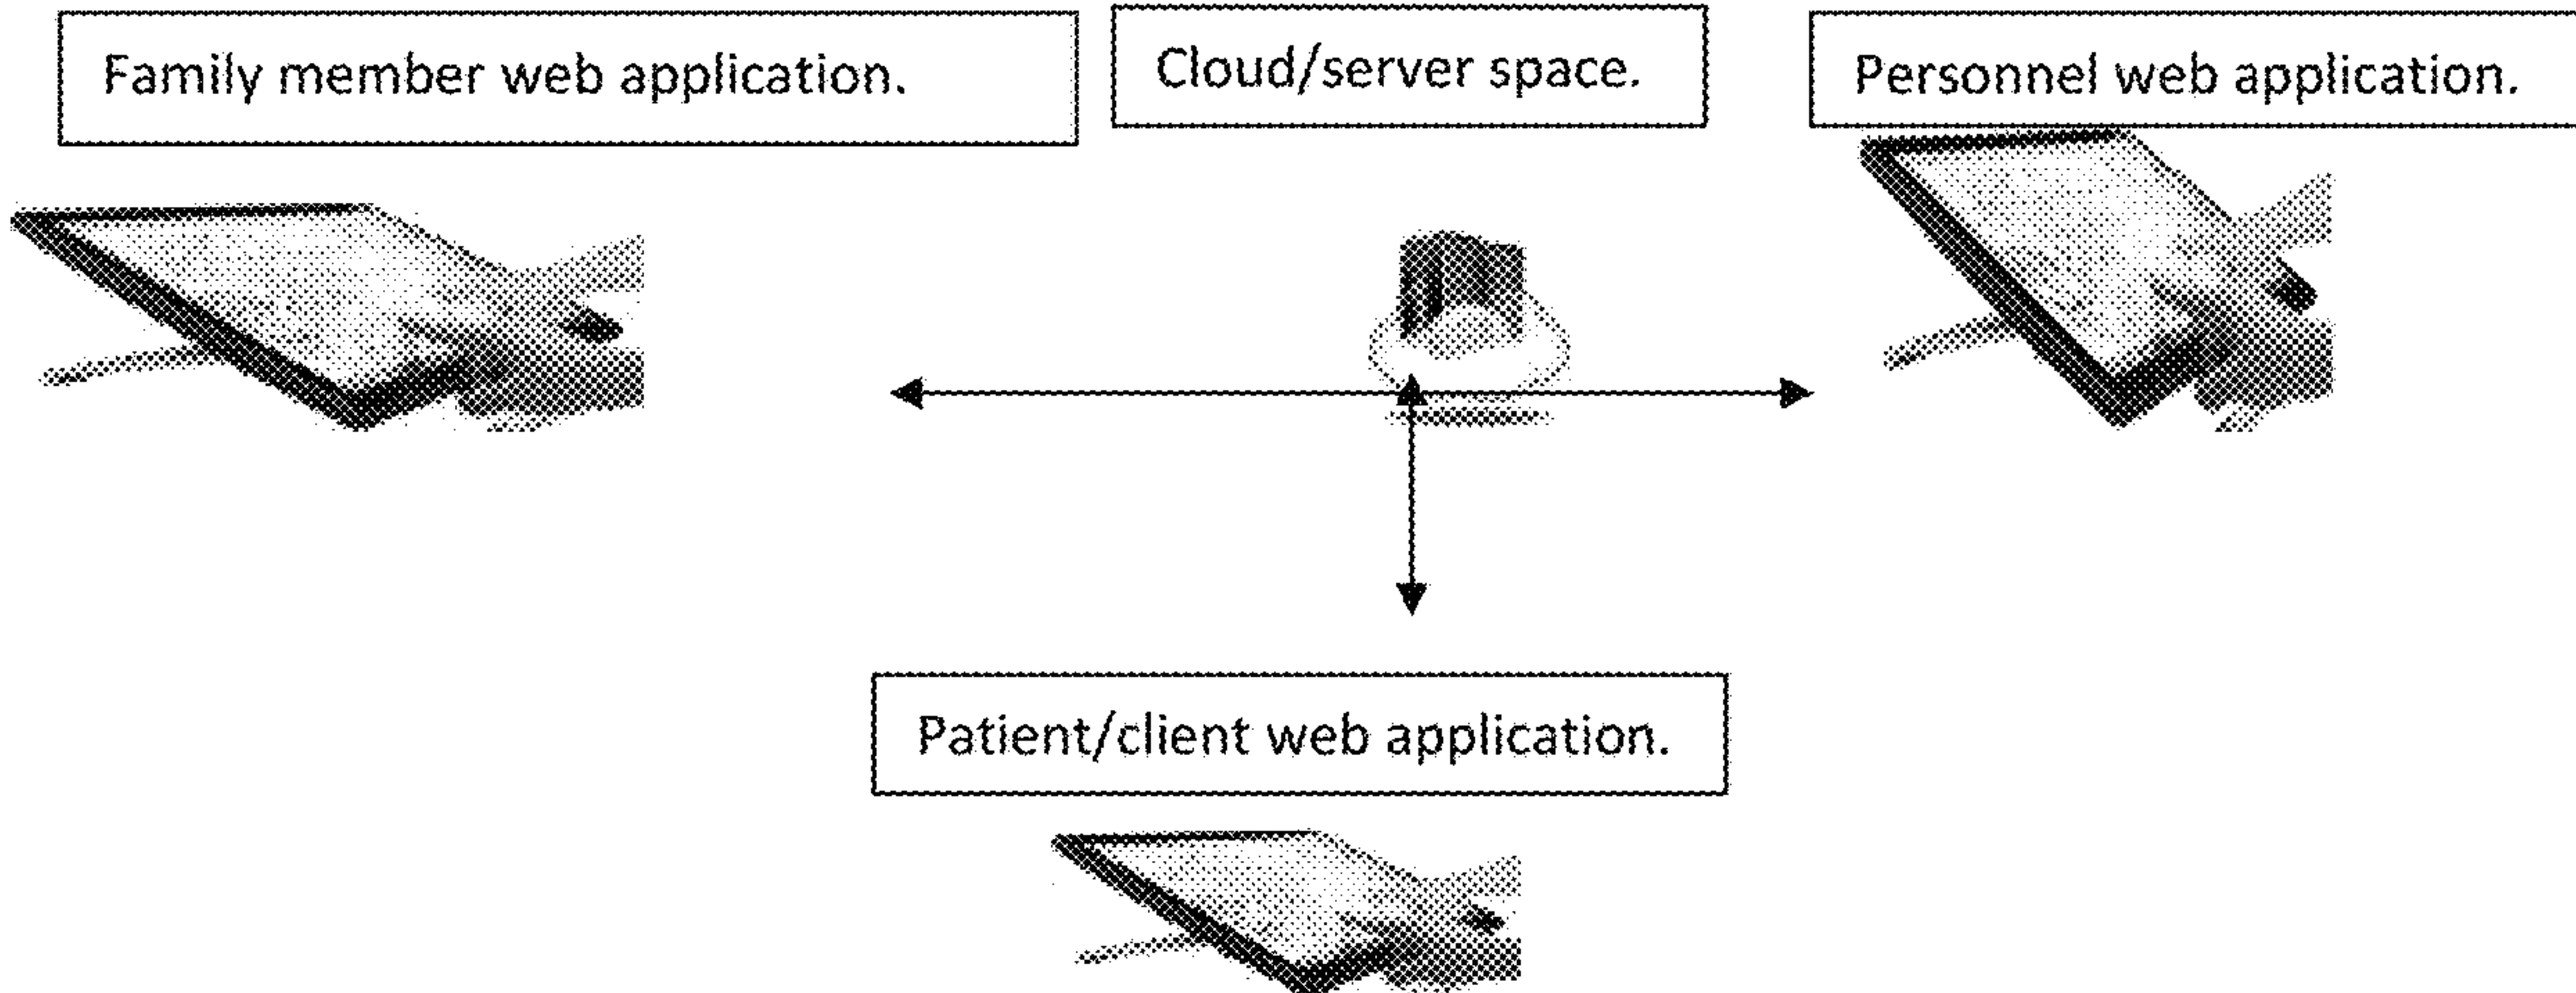 Family member web application.
Cloud/server space.
Personnel web application.
Patient/client web application.